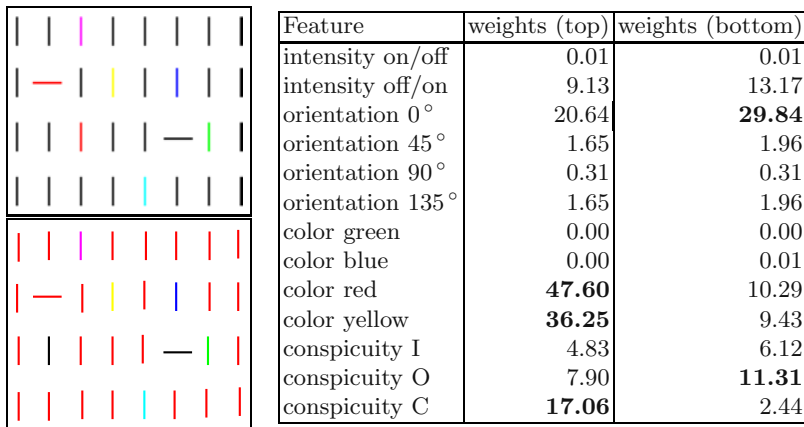 Feature weights (top) weights (bottom)
intensity on/off 0.01 0.01
intensity off/on 9.13 13.17
orientation 0° 20.64 29.84
orientation 45° 1.65 1.96
orientation 90° 0.31 0.31
orientation 135° 1.65 1.96
color green 0.00 0.00
color blue 0.00 0.01
color red 47.60 10.29
color yellow 36.25 9.43
conspicuity I 4.83 6.12
conspicuity O 7.90 11.31
conspicuity C 17.06 2.44